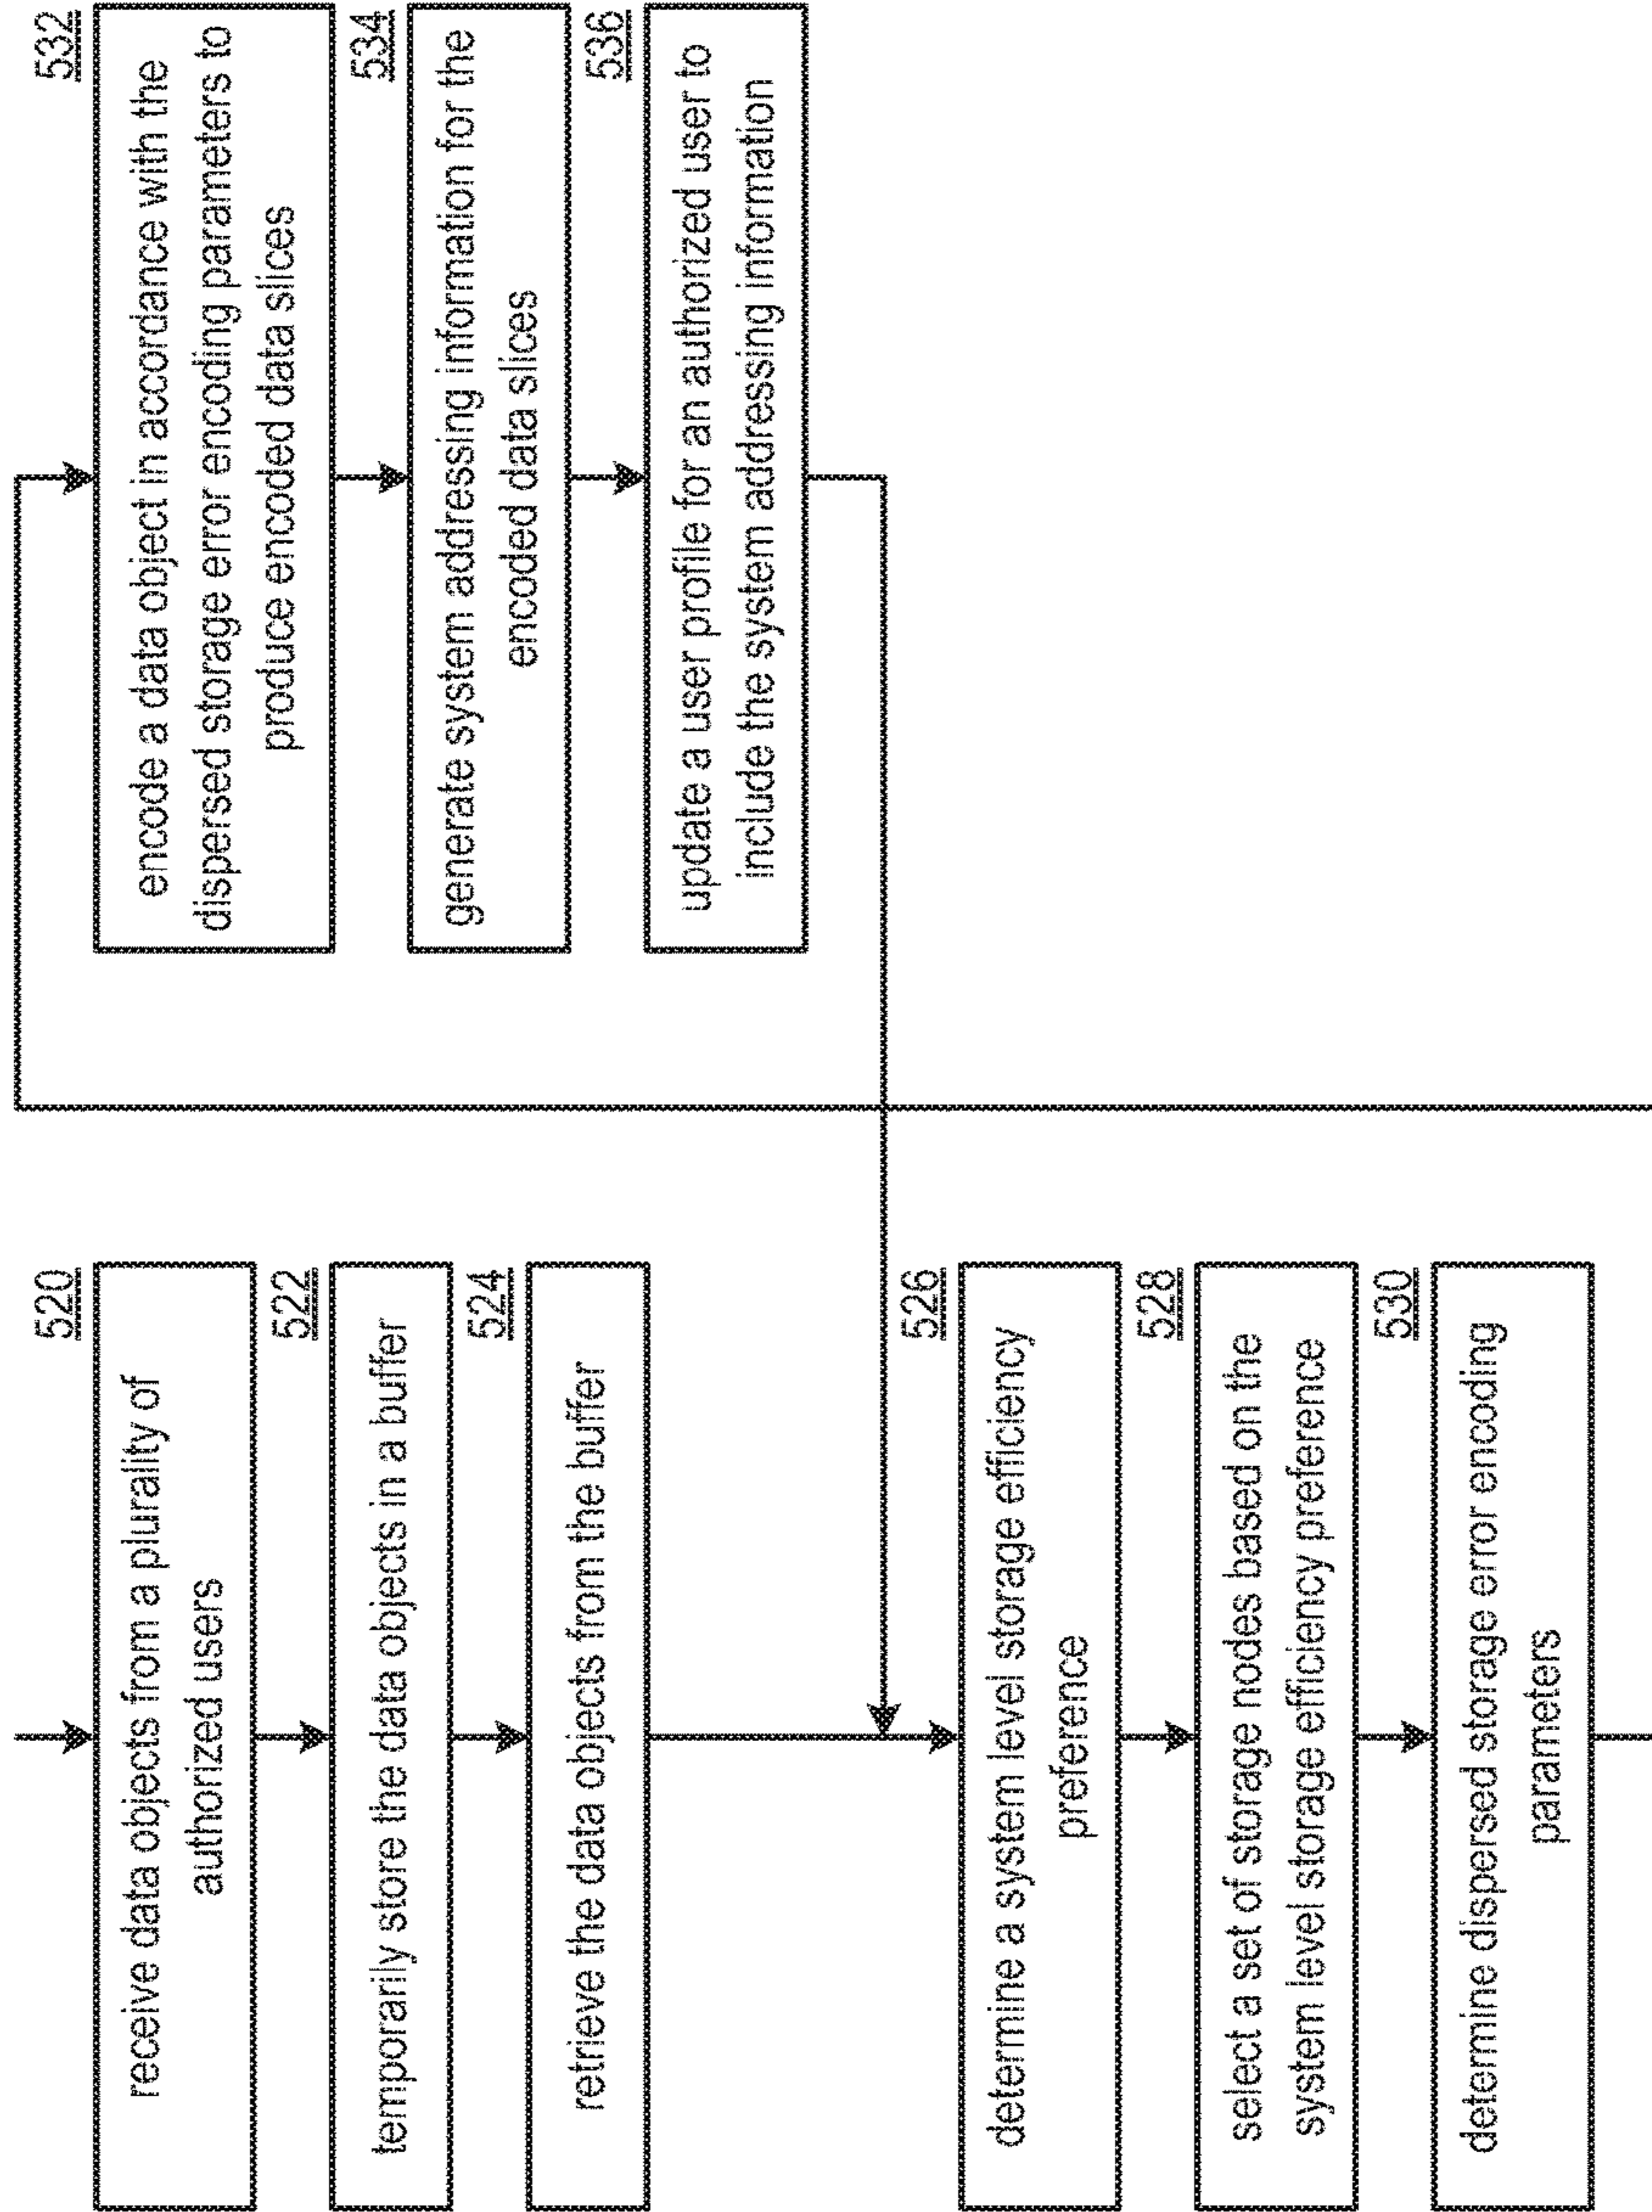 520
receive data objects from a plurality of
authorized users
522
temporarily store the data objects in a buffer
524
retrieve the data objects from the buffer
526
determine a system level storage efficiency
preference
528
select a set of storage nodes based on the
system level storage efficiency preference
530
determine dispersed storage error encoding
parameters
532
encode a data object in accordance with the
dispersed storage error encoding parameters to
produce encoded data slices
534
generate system addressing information for the
encoded data slices
536
update a user profile for an authorized user to
include the system addressing information